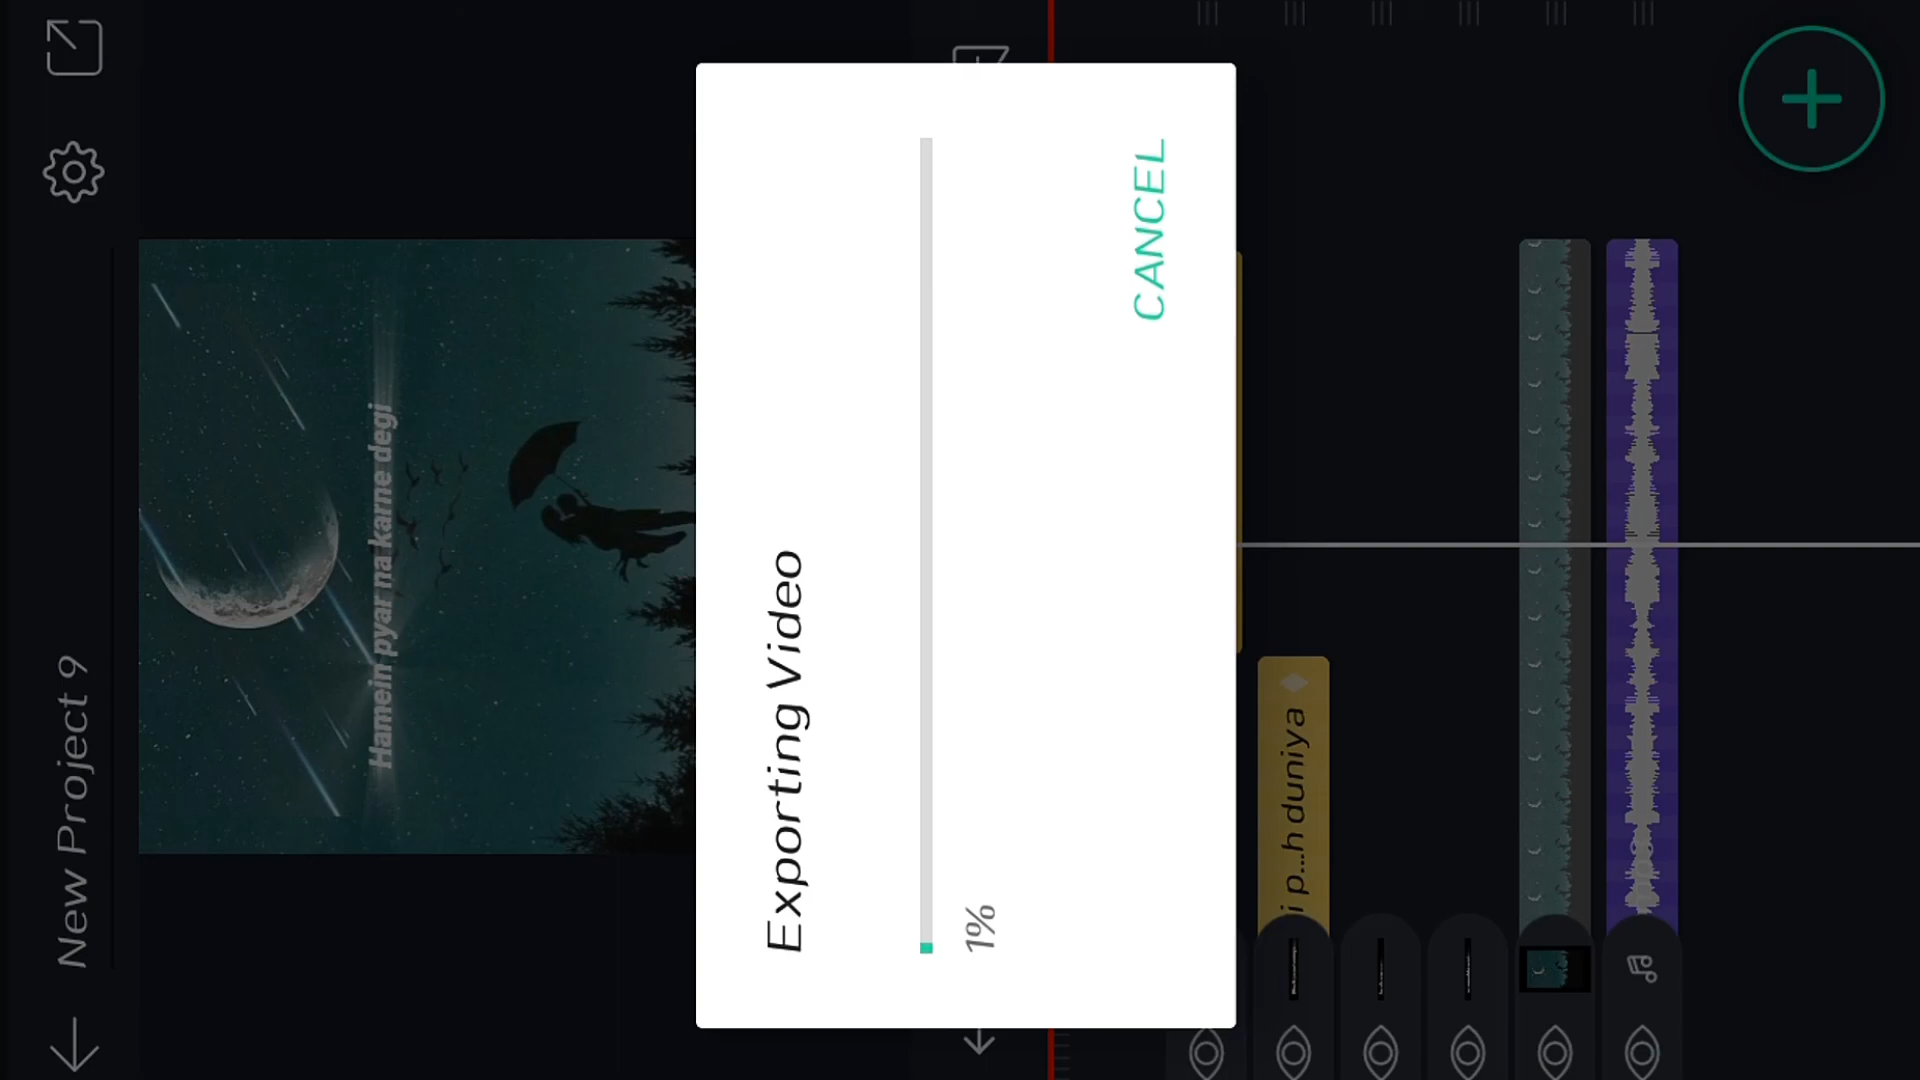 New Project 9
Hamein pyar na karne degi
Exporting Video
1%
CANCEL
i p...h duniya